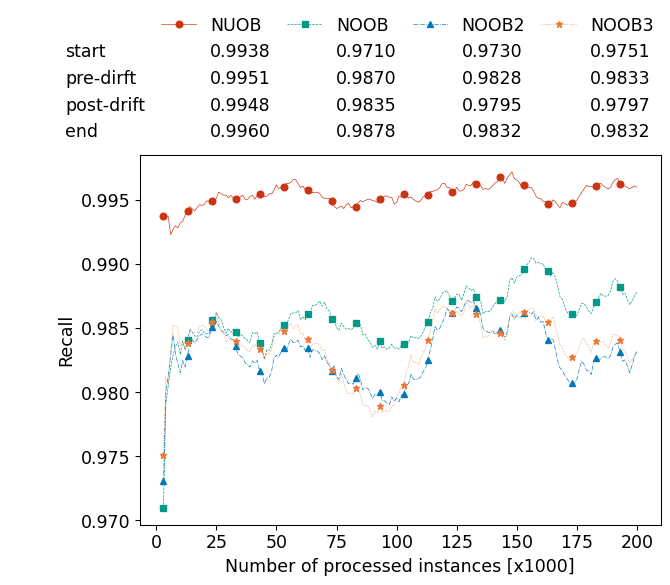 NUOB NOOB NOOB2 NOOB3
start 0.9938 0.9710 0.9730 0.9751
pre-dirft 0.9951 0.9870 0.9828 0.9833
post-drift 0.9948 0.9835 0.9795 0.9797
end 0.9960 0.9878 0.9832 0.9832
0.995
0.990
0.985
0.980
0.975
0.970
Recall
0 25 50 75 100 125 150 175 200
Number of processed instances [x1000]